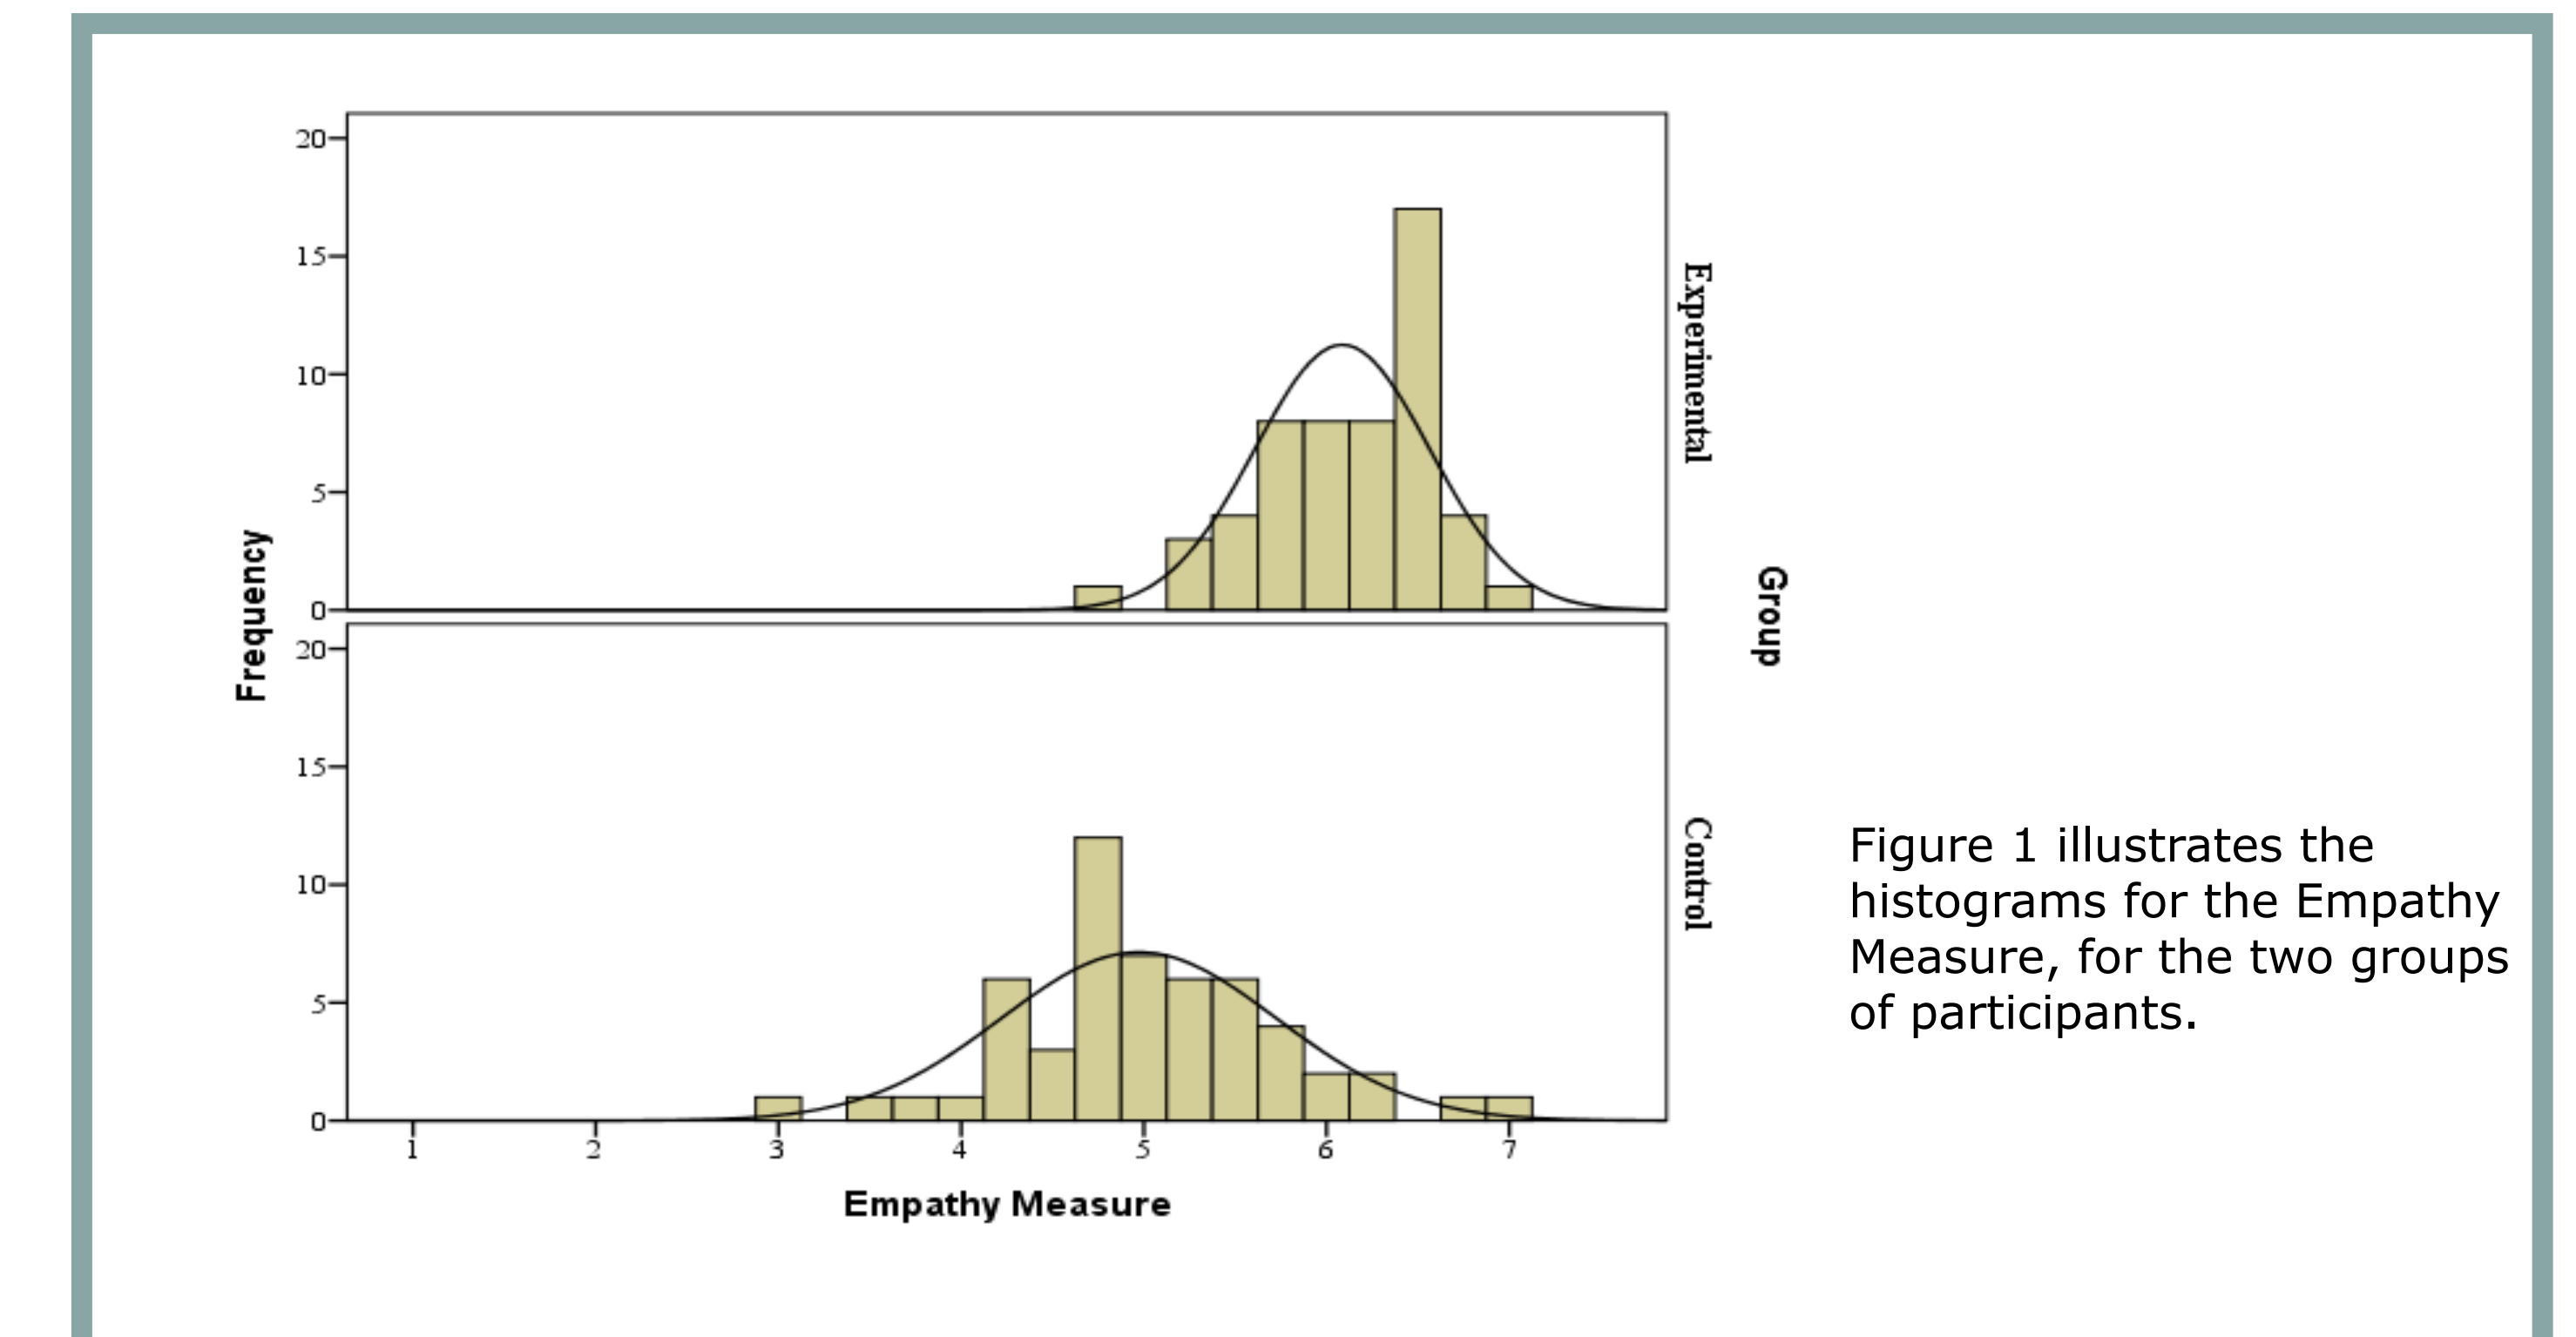 20
15
10
5
0
Experimental
Frequency
Group
20
15
10
5
0
Control
1 2 3 4 5 6 7
Empathy Measure
Figure 1 illustrates the
histograms for the Empathy
Measure, for the two groups
of participants.